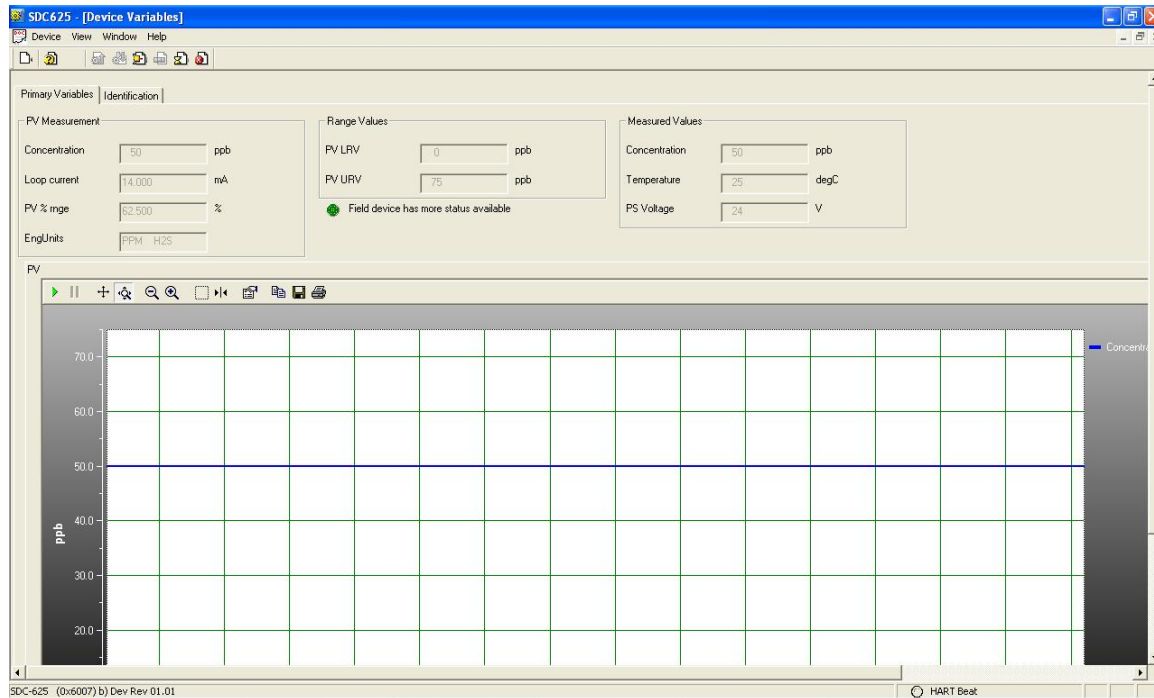 SDC625 - [Device Variables]
Device View Window Help
Primary Variables Identification
PV Measurement
Concentration 50 ppb
Loop current 14.000 mA
PV % rnge 62.500 %
EngUnits PPM H2S
Range Values
PV LRV 0 ppb
PV URV 75 ppb
Field device has more status available
Measured Values
Concentration 50 ppb
Temperature 25 degC
PS Voltage 24 V
PV
70.0
60.0
50.0
40.0
30.0
20.0
ppb
Concentra
SDC-625 (0x6007) b) Dev Rev 01.01
HART Beat